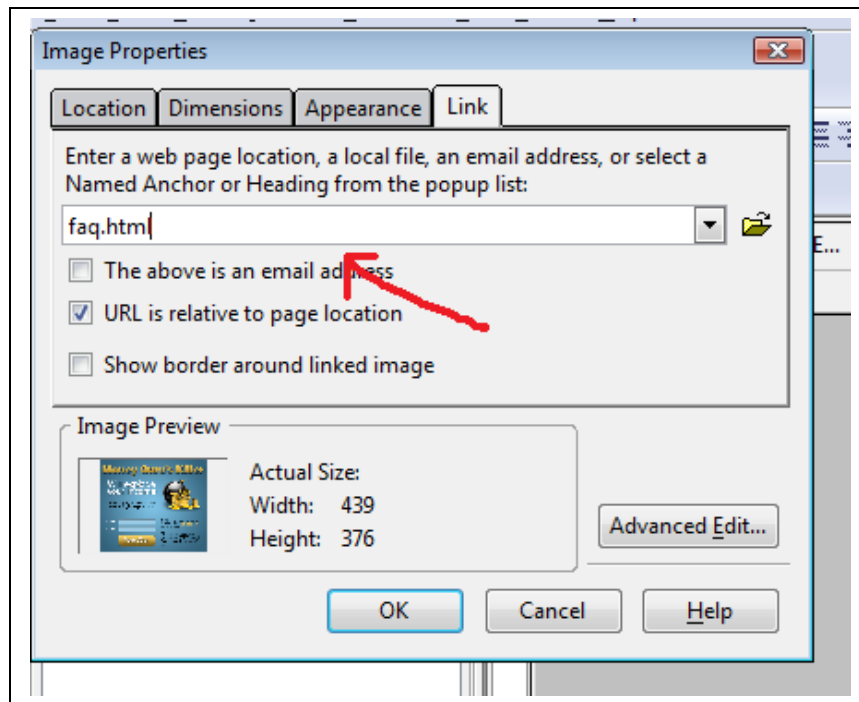 Image Properties
Location Dimensions Appearance Link
Enter a web page location, a local file, an email address, or select a
Named Anchor or Heading from the popup list:
faq.html
E...
The above is an email address
URL is relative to page location
Show border around linked image
Image Preview
Actual Size:
Width: 439
Height: 376
Advanced Edit...
OK Cancel Help